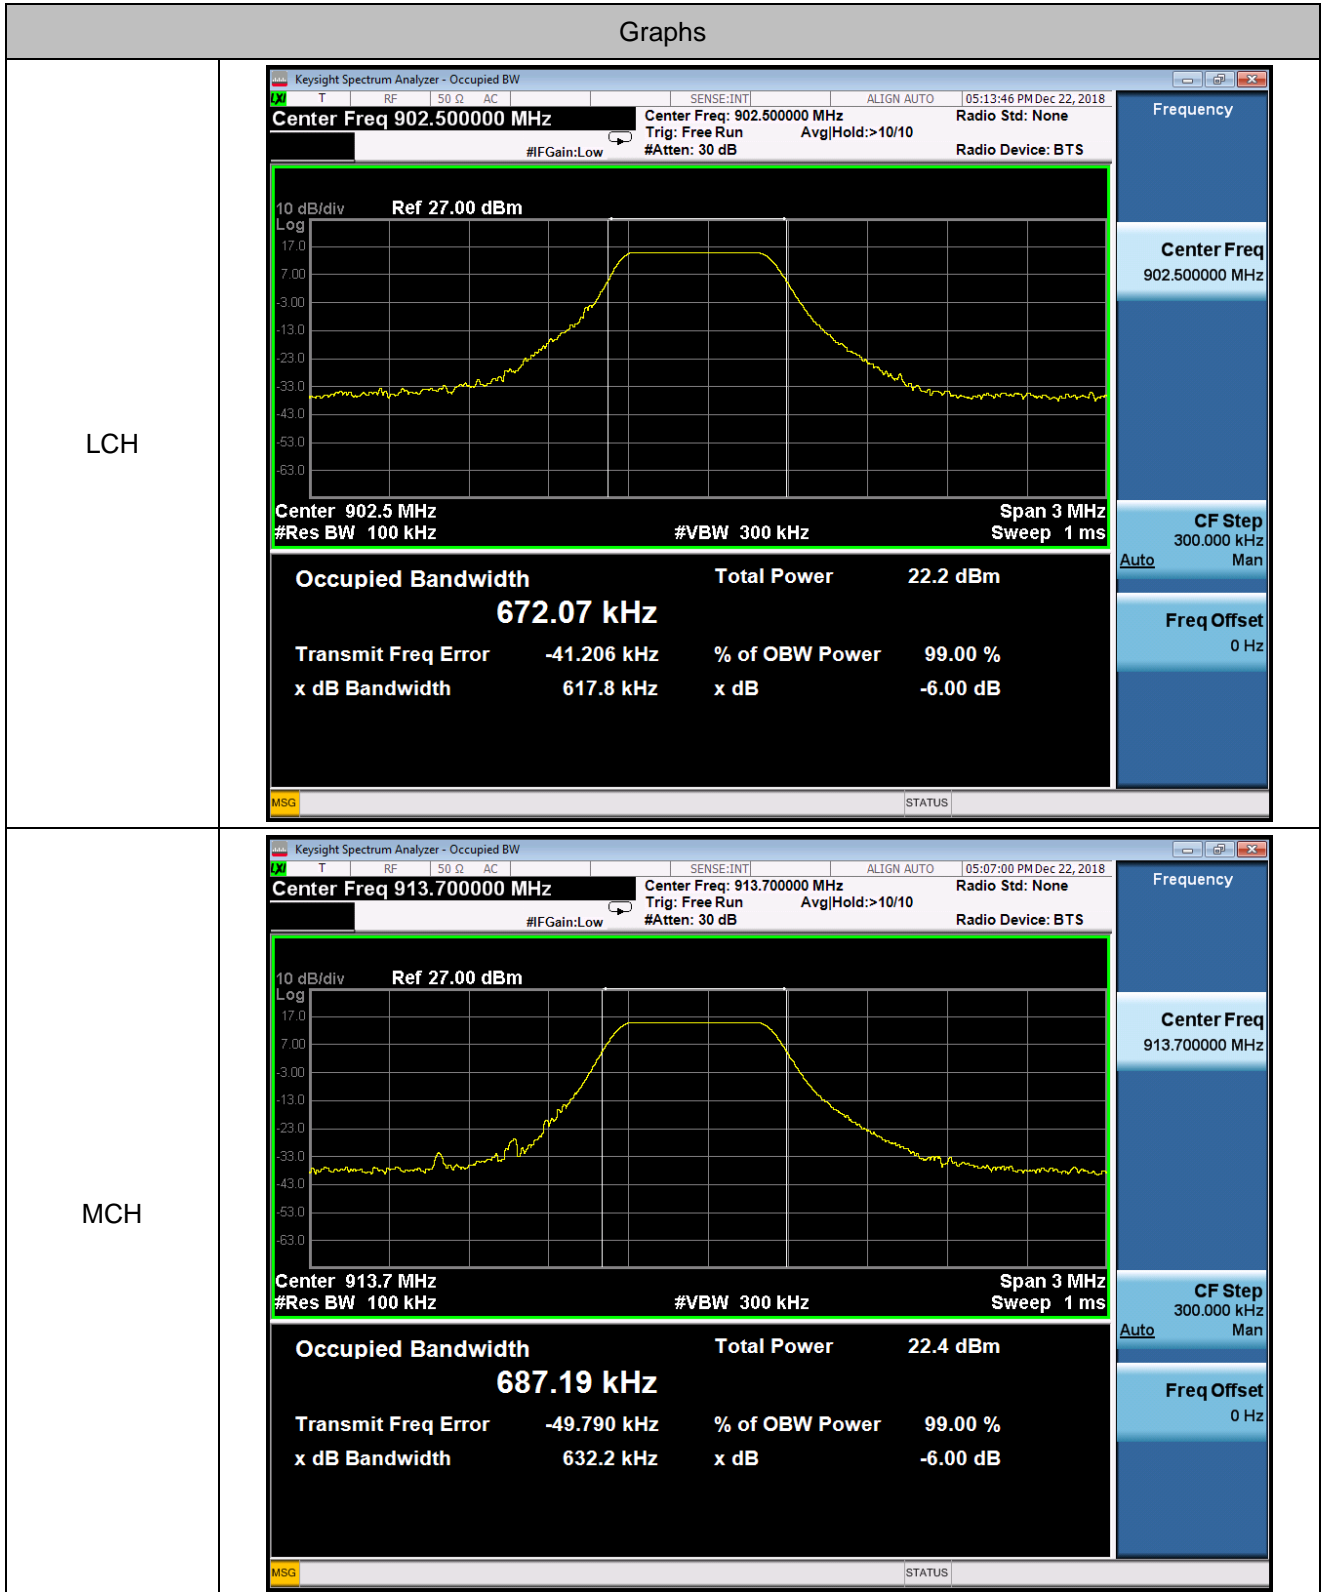 Graphs
LCH
Keysight Spectrum Analyzer - Occupied BW
LXI T RF 50 Ω AC SENSE:INT ALIGN AUTO 05:13:46 PM Dec 22, 2018
Center Freq 902.500000 MHz
Center Freq: 902.500000 MHz Radio Std: None
Trig: Free Run Avg|Hold:>10/10
#IFGain:Low #Atten: 30 dB Radio Device: BTS
10 dB/div Ref 27.00 dBm
Log
17.0
7.00
-3.00
-13.0
-23.0
-33.0
-43.0
-53.0
-63.0
Center 902.5 MHz Span 3 MHz
#Res BW 100 kHz #VBW 300 kHz Sweep 1 ms
Occupied Bandwidth Total Power 22.2 dBm
672.07 kHz
Transmit Freq Error -41.206 kHz % of OBW Power 99.00 %
x dB Bandwidth 617.8 kHz x dB -6.00 dB
MSG STATUS
Frequency
Center Freq
902.500000 MHz
CF Step
300.000 kHz
Auto Man
Freq Offset
0 Hz
MCH
Keysight Spectrum Analyzer - Occupied BW
LXI T RF 50 Ω AC SENSE:INT ALIGN AUTO 05:07:00 PM Dec 22, 2018
Center Freq 913.700000 MHz
Center Freq: 913.700000 MHz Radio Std: None
Trig: Free Run Avg|Hold:>10/10
#IFGain:Low #Atten: 30 dB Radio Device: BTS
10 dB/div Ref 27.00 dBm
Log
17.0
7.00
-3.00
-13.0
-23.0
-33.0
-43.0
-53.0
-63.0
Center 913.7 MHz Span 3 MHz
#Res BW 100 kHz #VBW 300 kHz Sweep 1 ms
Occupied Bandwidth Total Power 22.4 dBm
687.19 kHz
Transmit Freq Error -49.790 kHz % of OBW Power 99.00 %
x dB Bandwidth 632.2 kHz x dB -6.00 dB
MSG STATUS
Frequency
Center Freq
913.700000 MHz
CF Step
300.000 kHz
Auto Man
Freq Offset
0 Hz